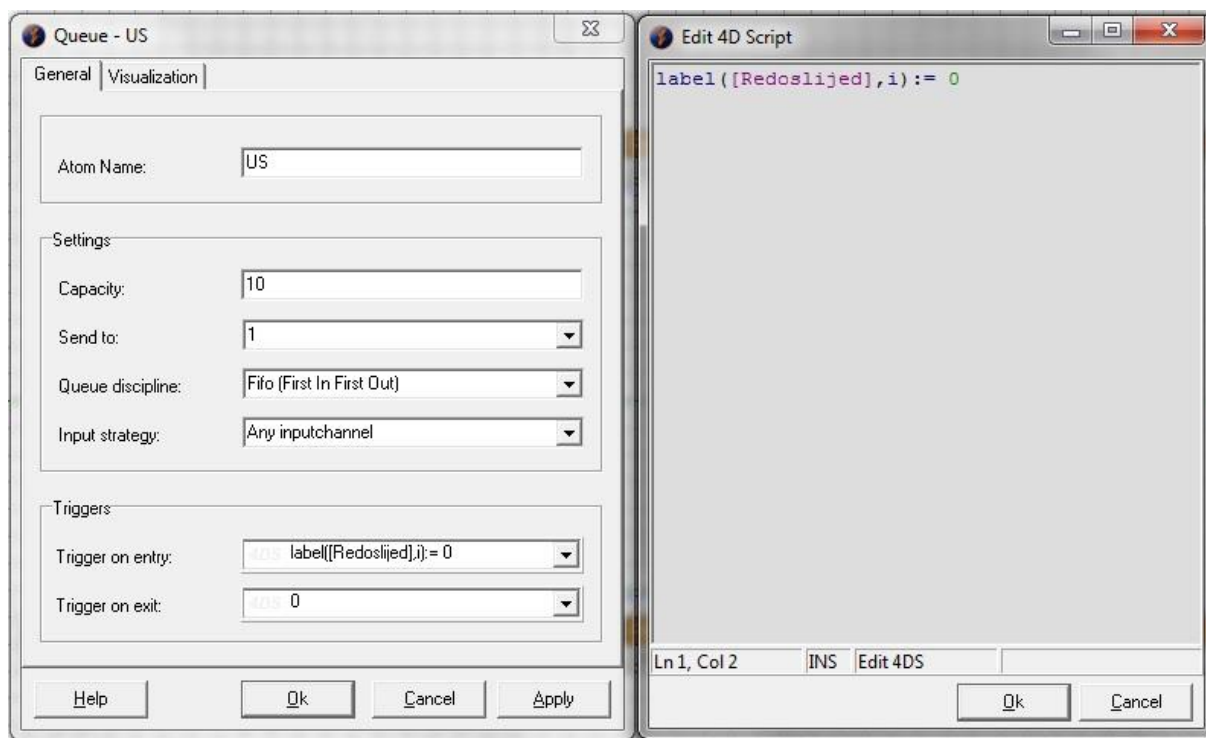 Queue - US
General
Visualization
Atom Name:
US
Settings
Capacity:
10
Send to:
1
Queue discipline:
Fifo (First In First Out)
Input strategy:
Any inputchannel
Triggers
Trigger on entry:
4DS label([Redoslijed],i):= 0
Trigger on exit:
4DS 0
Help
Ok
Cancel
Apply
Edit 4D Script
label([Redoslijed],i):= 0
Ln 1, Col 2
INS
Edit 4DS
Ok
Cancel